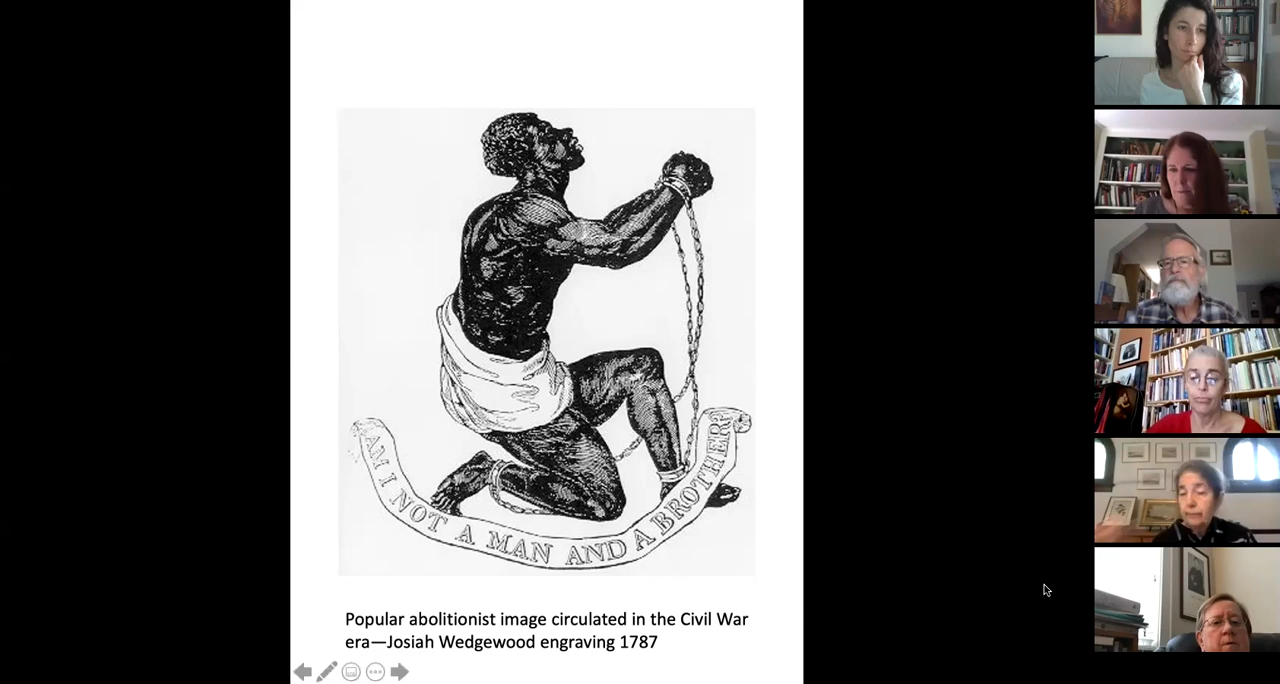 AM I NOT A MAN AND A BROTHER?
Popular abolitionist image circulated in the Civil War
era—Josiah Wedgewood engraving 1787